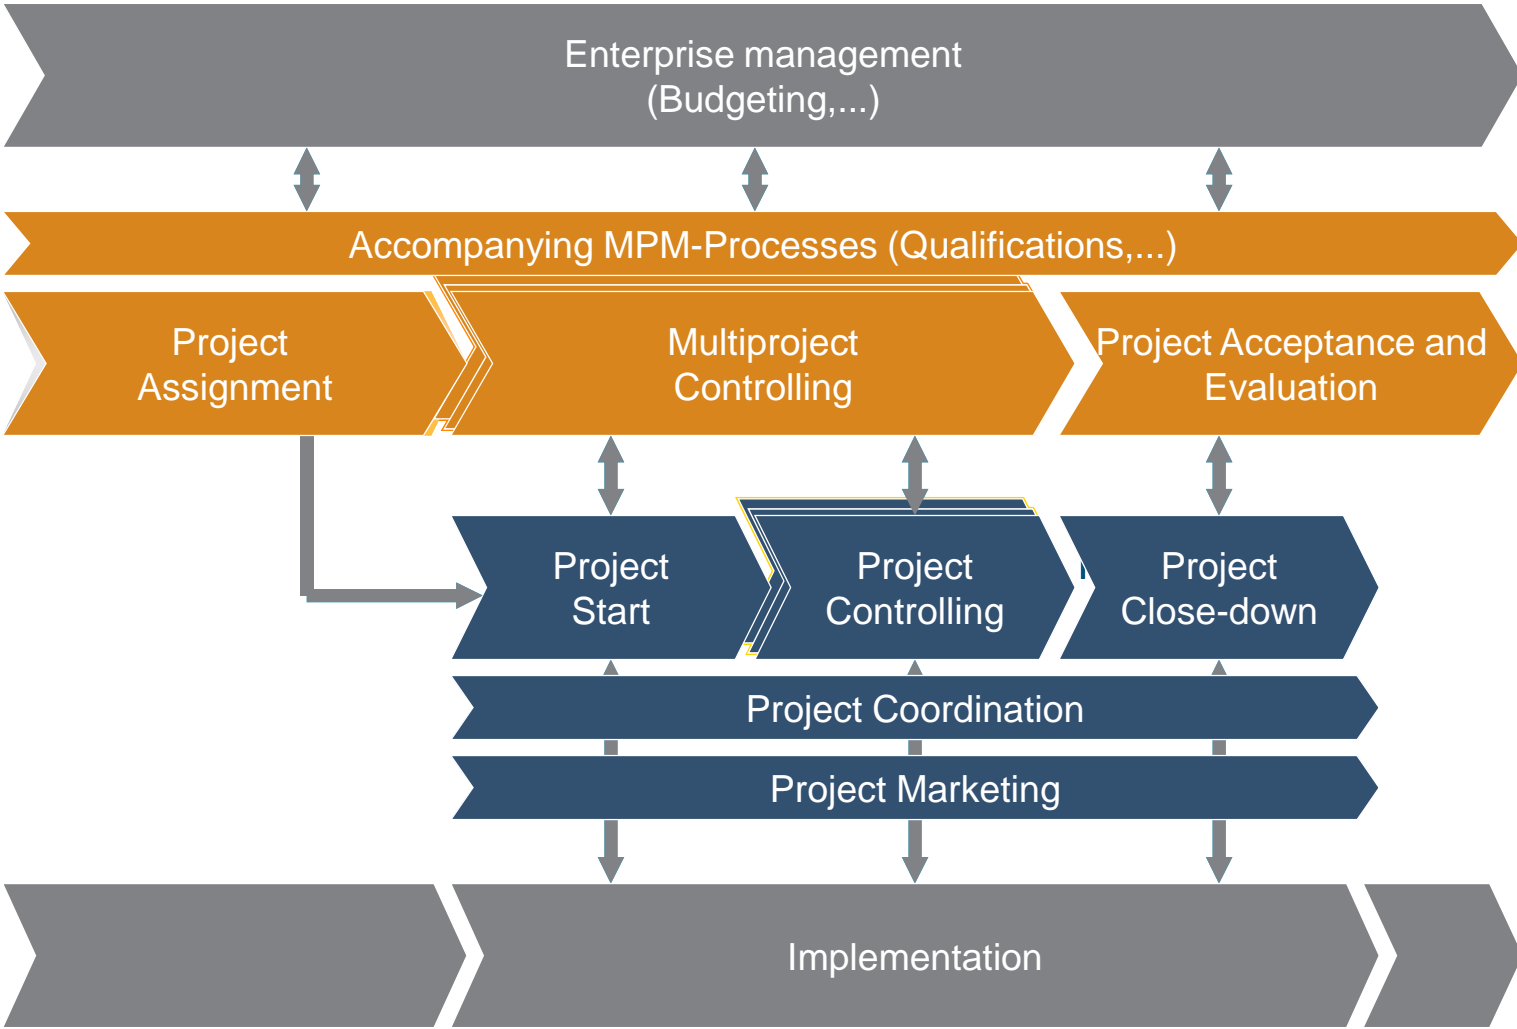 Enterprise management
(Budgeting,...)
Accompanying MPM-Processes (Qualifications,...)
Project
Assignment
Multiproject
Controlling
Project Acceptance and
Evaluation
Project
Start
Project
Controlling
Project
Close-down
Project Coordination
Project Marketing
Implementation